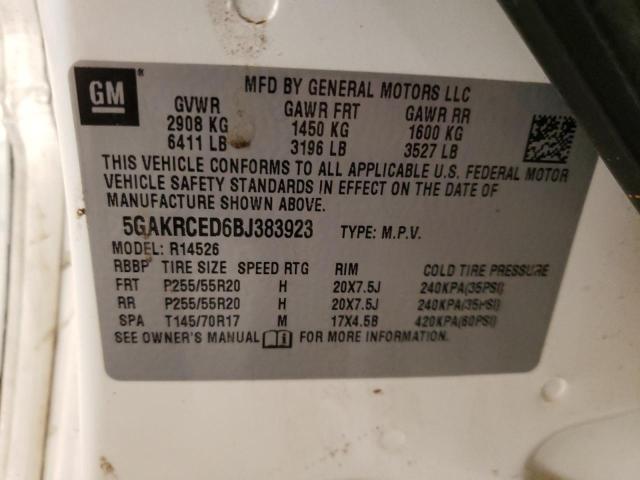 GM
MFD BY GENERAL MOTORS LLC
GVWR GAWR FRT GAWR RR
2908 KG 1450 KG 1600 KG
6411 LB 3196 LB 3527 LB
THIS VEHICLE CONFORMS TO ALL APPLICABLE U.S. FEDERAL MOTOR
VEHICLE SAFETY STANDARDS IN EFFECT ON THE DATE OF
MANUFACTURE SHOWN ABOVE.
5GAKRCED6BJ383923 TYPE: M.P.V.
MODEL: R14526
RBBP TIRE SIZE SPEED RTG RIM COLD TIRE PRESSURE
FRT P255/55R20 H 20X7.5J 240KPA(35PSI)
RR P255/55R20 H 20X7.5J 240KPA(35PSI)
SPA T145/70R17 M 17X4.5B 420KPA(60PSI)
SEE OWNER'S MANUAL FOR MORE INFORMATION.